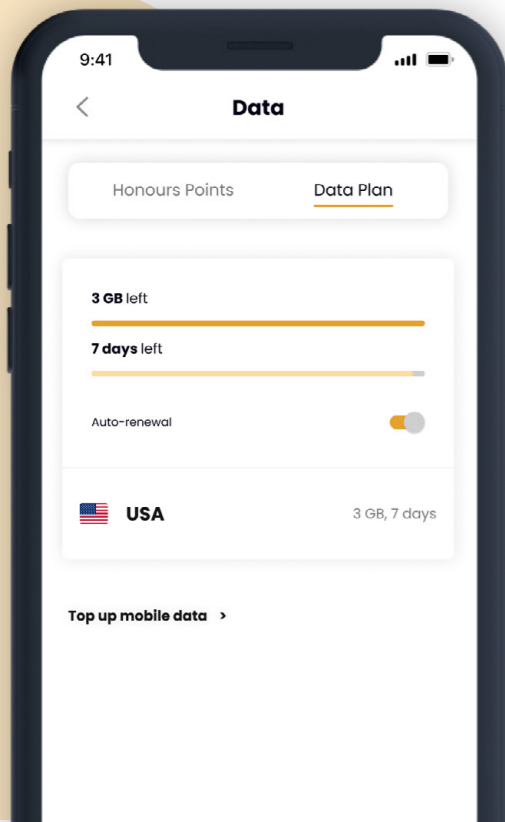 9:41
Data
Honours Points Data Plan
3 GB left
7 days left
Auto-renewal
USA 3 GB, 7 days
Top up mobile data >